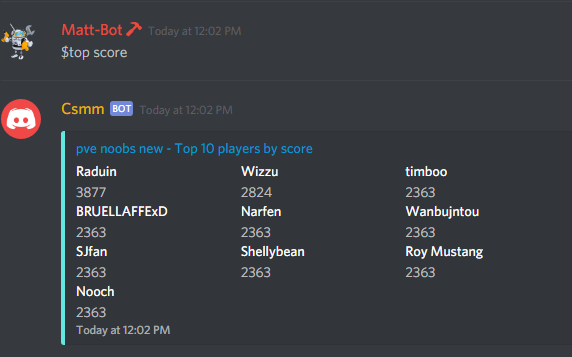 Matt-Bot Today at 12:02 PM
$top score
Csmm BOT Today at 12:02 PM
pve noobs new - Top 10 players by score
Raduin Wizzu timboo
3877 2824 2363
BRUELLAFFExD Narfen Wanbujntou
2363 2363 2363
SJfan Shellybean Roy Mustang
2363 2363 2363
Nooch
2363
Today at 12:02 PM